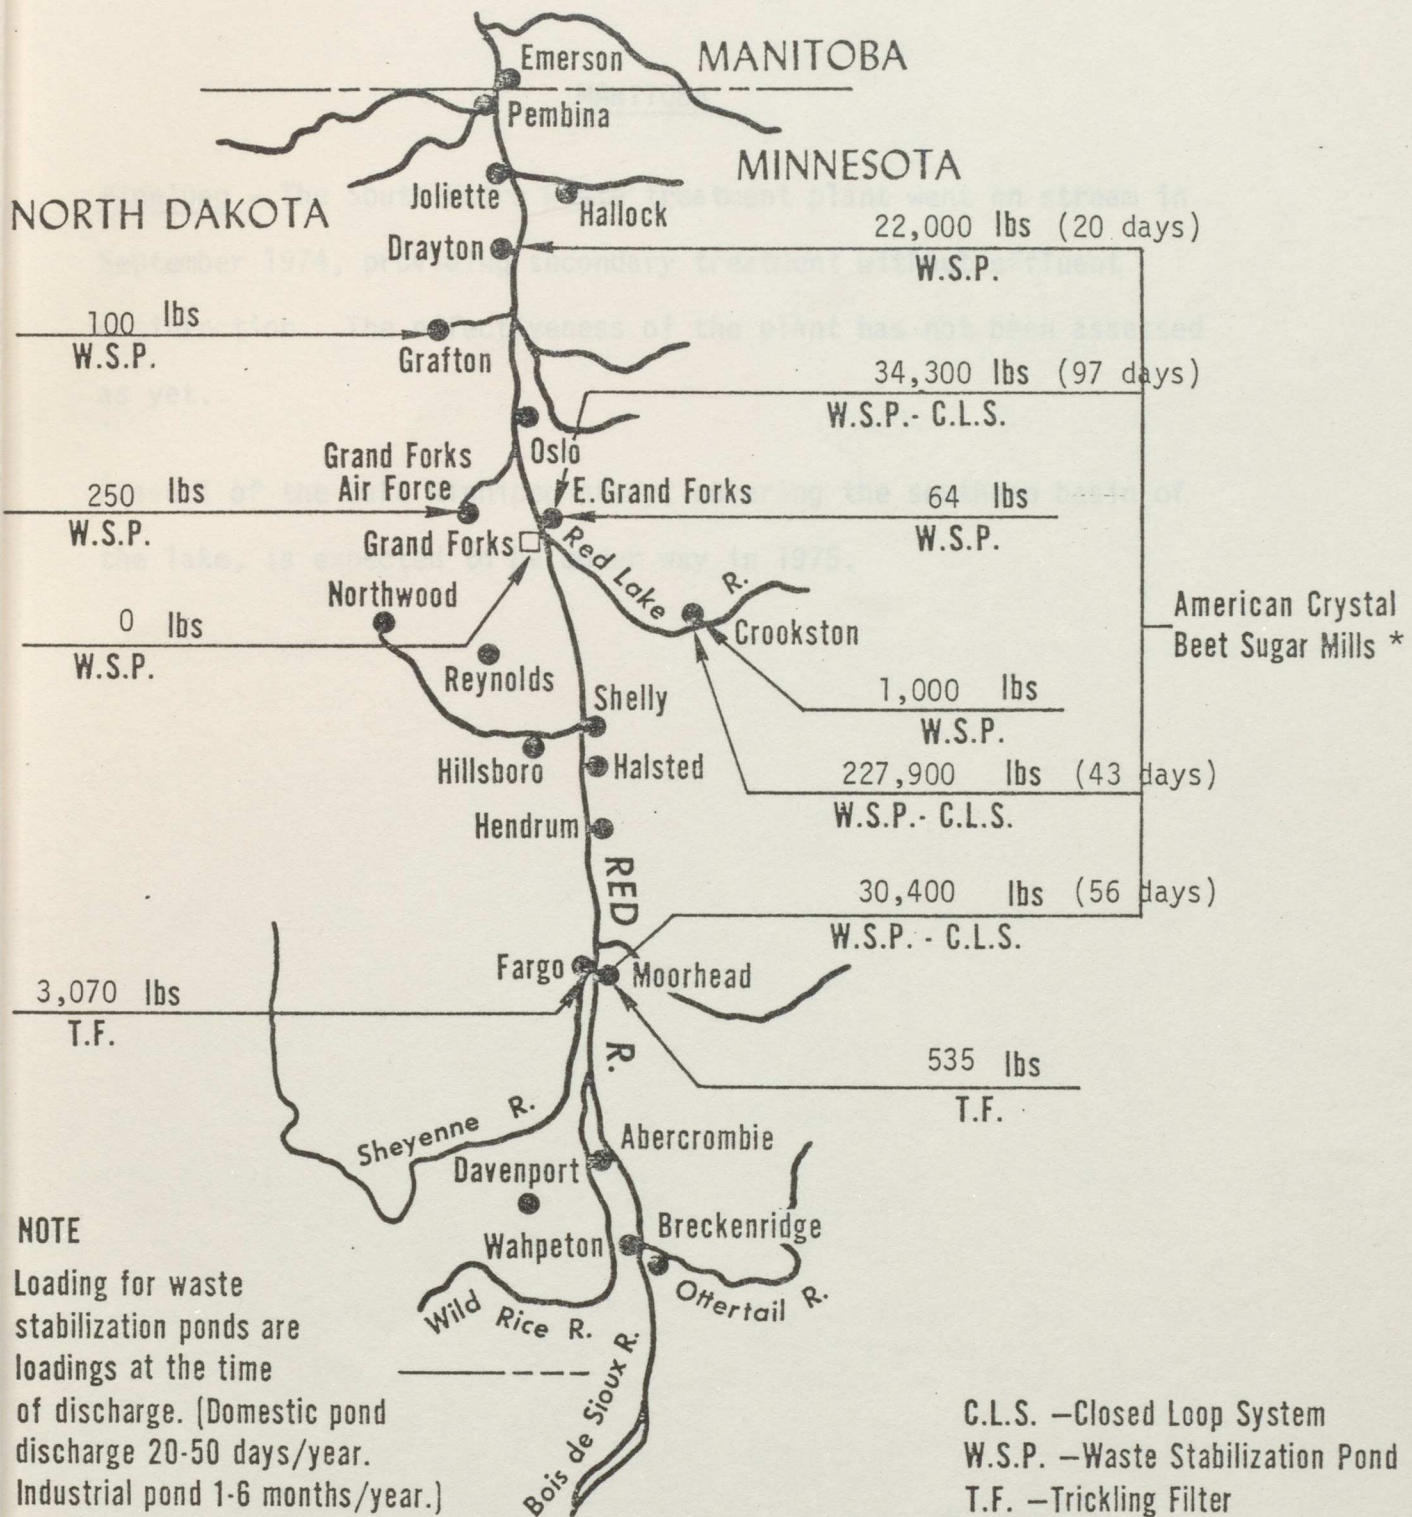 Emerson
MANITOBA
Pembina
MINNESOTA
Joliette
Hallock
NORTH DAKOTA
Drayton
22,000 lbs (20 days)
W.S.P.
100 lbs
W.S.P.
Grafton
34,300 lbs (97 days)
W.S.P.- C.L.S.
Oslo
Grand Forks
Air Force
250 lbs
W.S.P.
E. Grand Forks
64 lbs
W.S.P.
Grand Forks
Red Lake R.
Northwood
0 lbs
W.S.P.
Crookston
American Crystal
Beet Sugar Mills *
Reynolds
1,000 lbs
W.S.P.
Shelly
Hillsboro
Halsted
227,900 lbs (43 days)
W.S.P.- C.L.S.
Hendrum
RED R.
30,400 lbs (56 days)
W.S.P. - C.L.S.
Fargo
Moorhead
3,070 lbs
T.F.
535 lbs
T.F.
Sheyenne R.
Abercrombie
Davenport
Breckenridge
Wahpeton
Ottertail R.
Wild Rice R.
Bois de Sioux R.
NOTE
Loading for waste
stabilization ponds are
loadings at the time
of discharge. (Domestic pond
discharge 20-50 days/year.
Industrial pond 1-6 months/year.)
C.L.S. —Closed Loop System
W.S.P. —Waste Stabilization Pond
T.F. —Trickling Filter